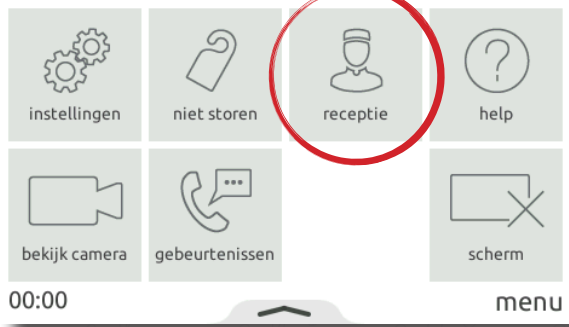 instellingen
niet storen
receptie
help
bekijk camera
gebeurtenissen
scherm
00:00
menu